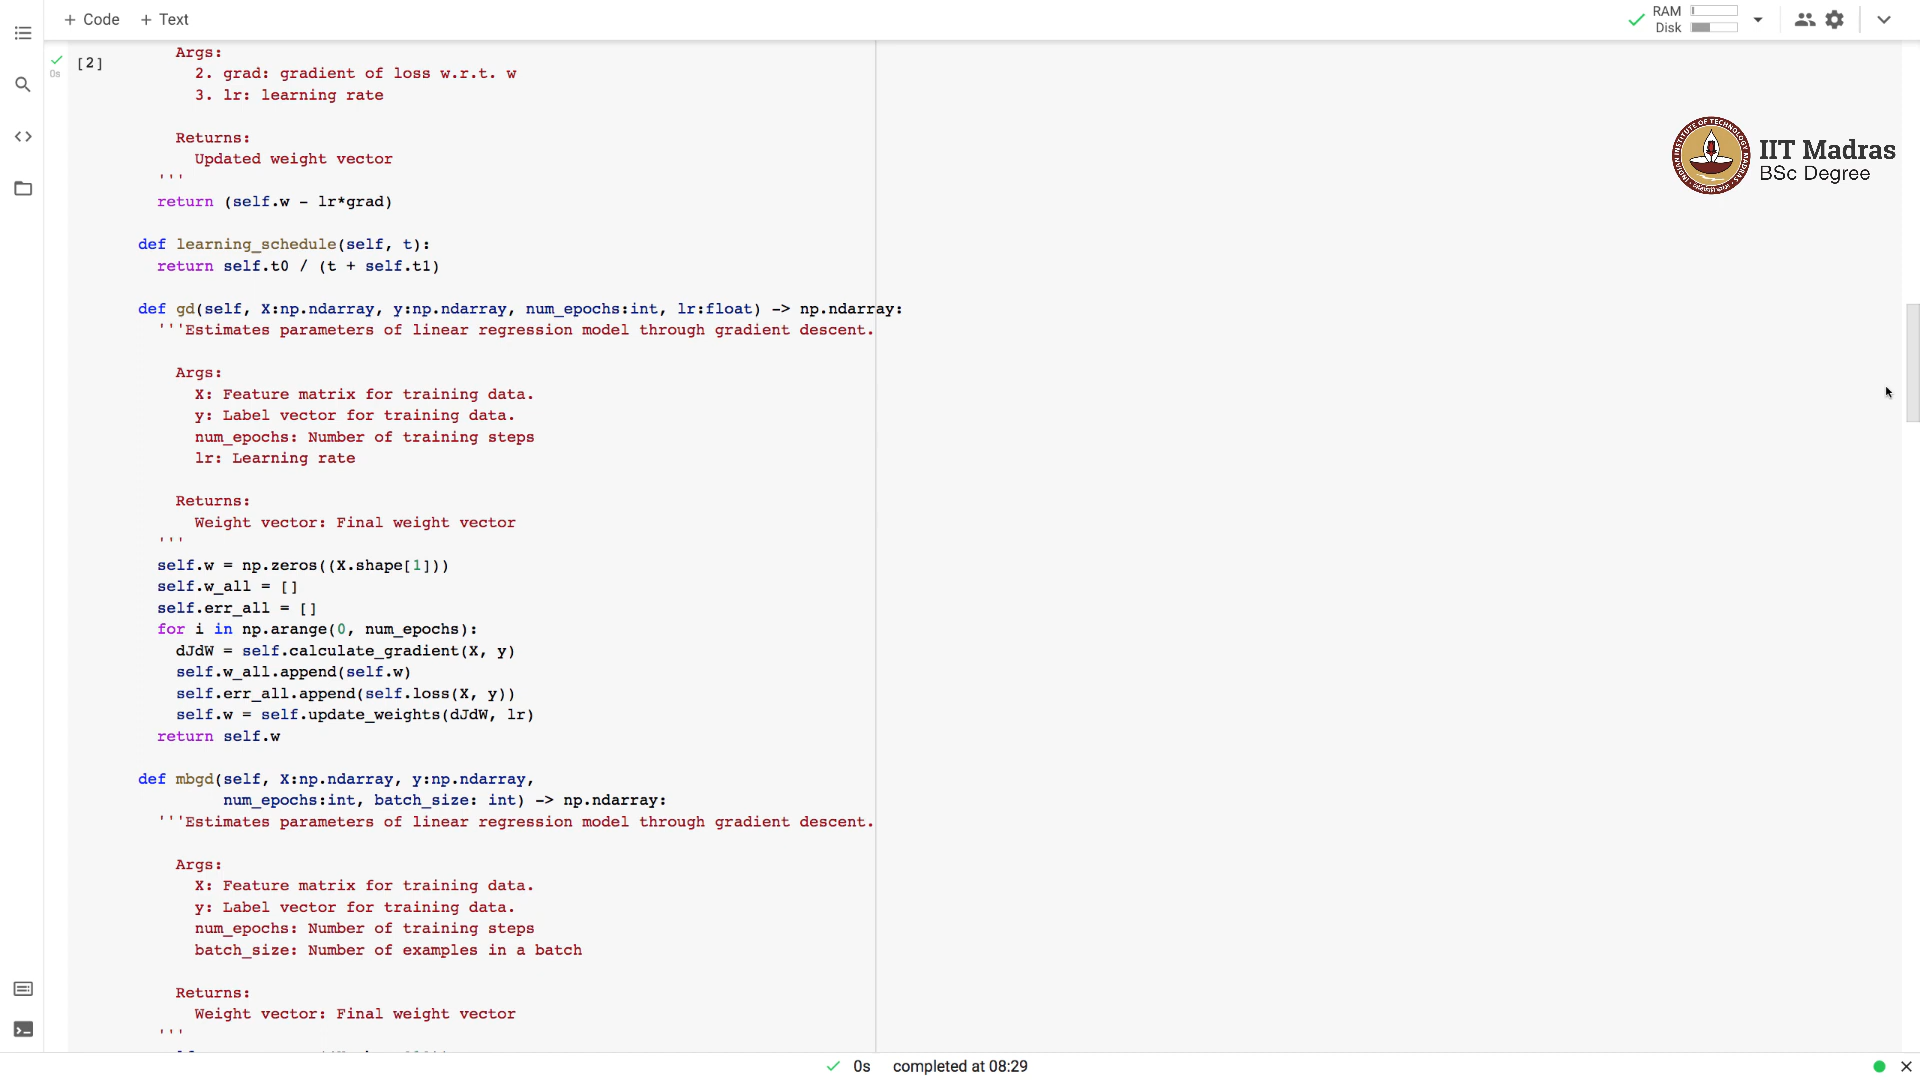 + Code + Text
RAM
Disk
[2]
Args:
2. grad: gradient of loss w.r.t. w
3. lr: learning rate
Returns:
Updated weight vector
'''
return (self.w - lr*grad)
def learning_schedule(self, t):
return self.t0 / (t + self.t1)
def gd(self, X:np.ndarray, y:np.ndarray, num_epochs:int, lr:float) -> np.ndarray:
'''Estimates parameters of linear regression model through gradient descent.
Args:
X: Feature matrix for training data.
y: Label vector for training data.
num_epochs: Number of training steps
lr: Learning rate
Returns:
Weight vector: Final weight vector
'''
self.w = np.zeros((X.shape[1]))
self.w_all = []
self.err_all = []
for i in np.arange(0, num_epochs):
dJdW = self.calculate_gradient(X, y)
self.w_all.append(self.w)
self.err_all.append(self.loss(X, y))
self.w = self.update_weights(dJdW, lr)
return self.w
def mbgd(self, X:np.ndarray, y:np.ndarray,
num_epochs:int, batch_size: int) -> np.ndarray:
'''Estimates parameters of linear regression model through gradient descent.
Args:
X: Feature matrix for training data.
y: Label vector for training data.
num_epochs: Number of training steps
batch_size: Number of examples in a batch
Returns:
Weight vector: Final weight vector
'''
0s
IIT Madras
BSc Degree
0s completed at 08:29